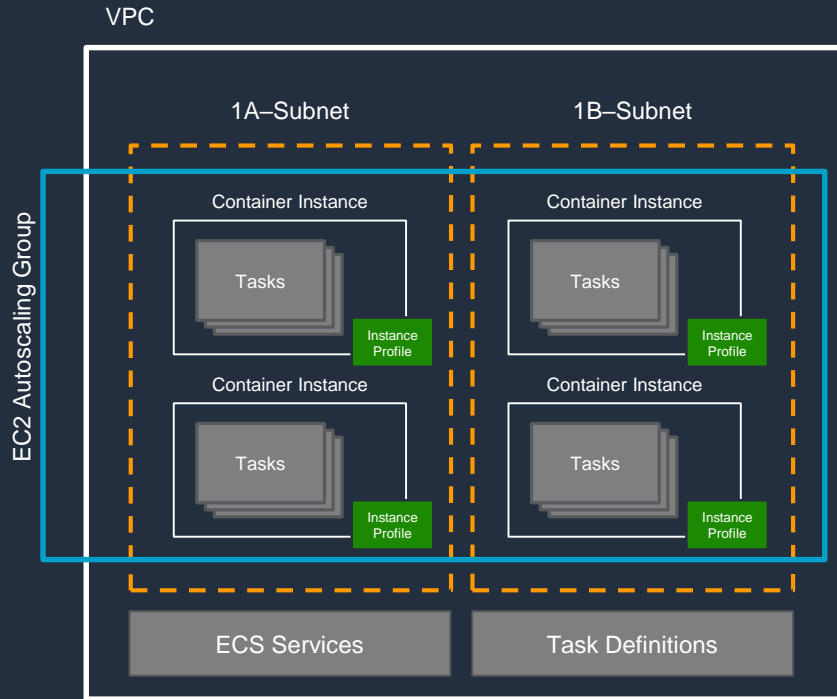 VPC
1A–Subnet
1B–Subnet
EC2 Autoscaling Group
Container Instance
Tasks
Instance
Profile
Container Instance
Tasks
Instance
Profile
Container Instance
Tasks
Instance
Profile
Container Instance
Tasks
Instance
Profile
ECS Services
Task Definitions